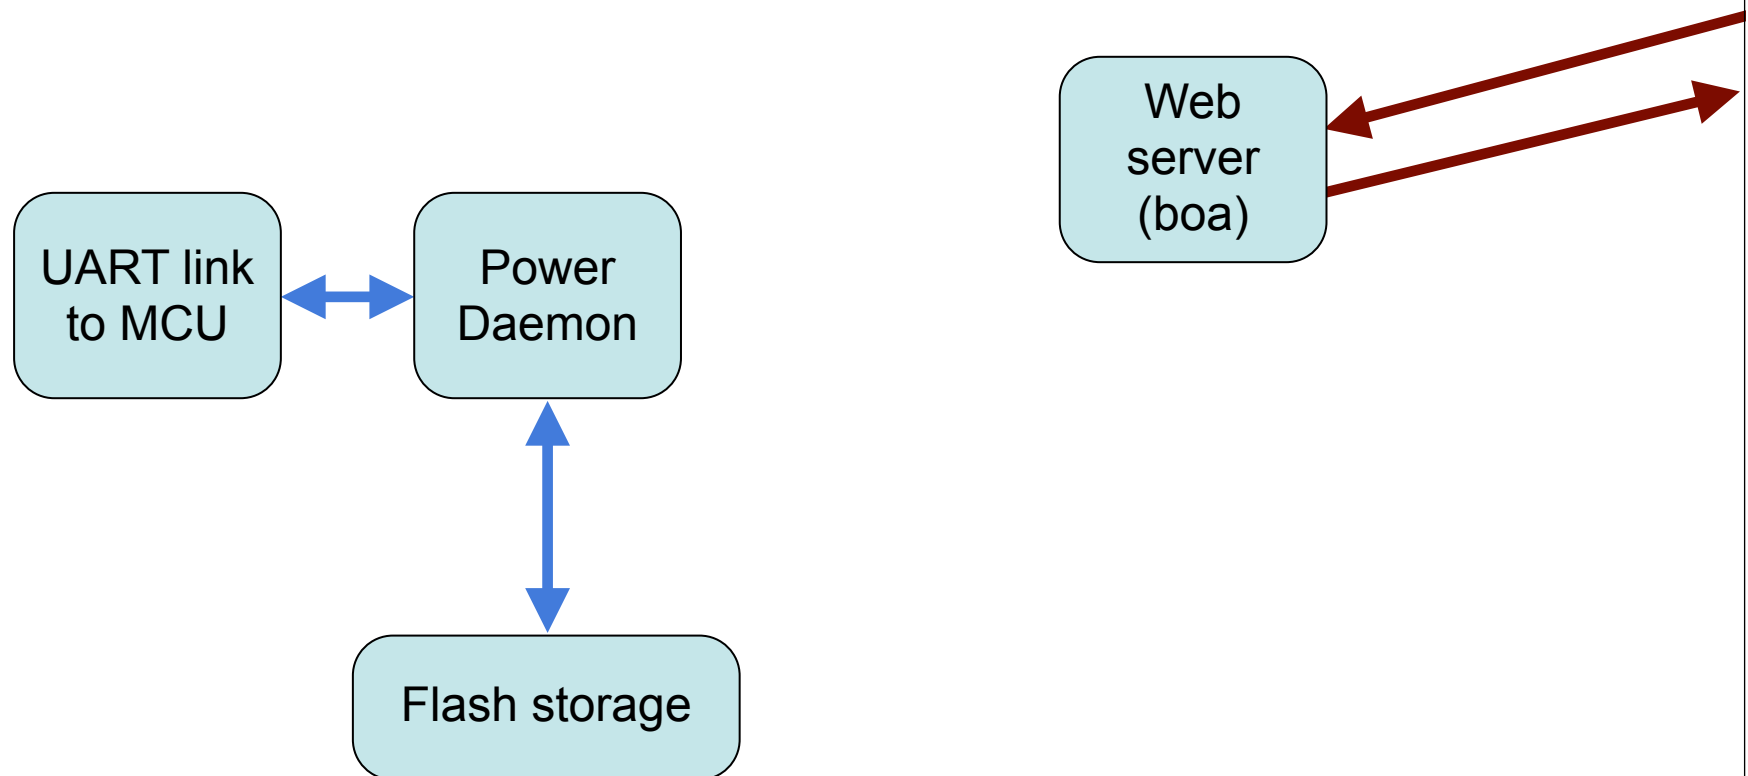 Web
server
(boa)
UART link
to MCU
Power
Daemon
Flash storage